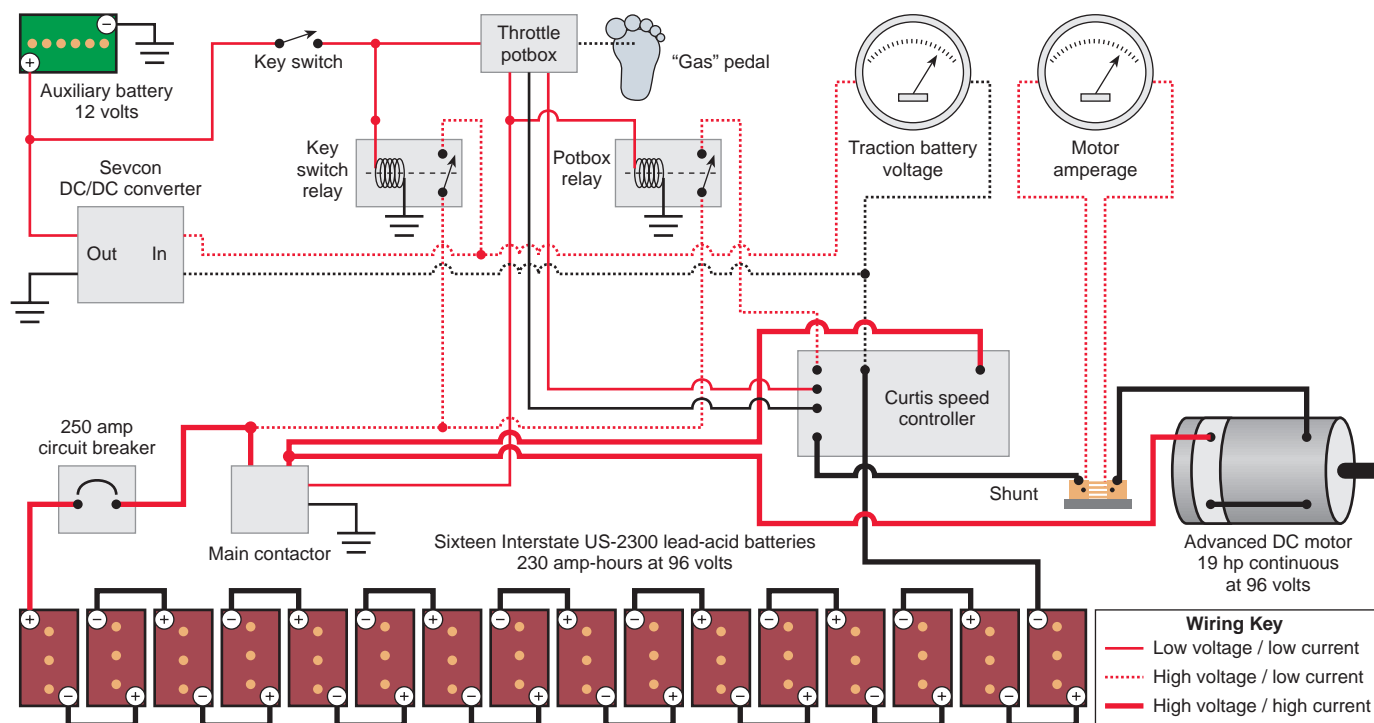 Auxiliary battery
12 volts
Key switch
Throttle
potbox
“Gas” pedal
Key
switch
relay
Potbox
relay
Traction battery
voltage
Motor
amperage
Sevcon
DC/DC converter
Out In
Curtis speed
controller
250 amp
circuit breaker
Main contactor
Shunt
Sixteen Interstate US-2300 lead-acid batteries
230 amp-hours at 96 volts
Advanced DC motor
19 hp continuous
at 96 volts
Wiring Key
Low voltage / low current
High voltage / low current
High voltage / high current